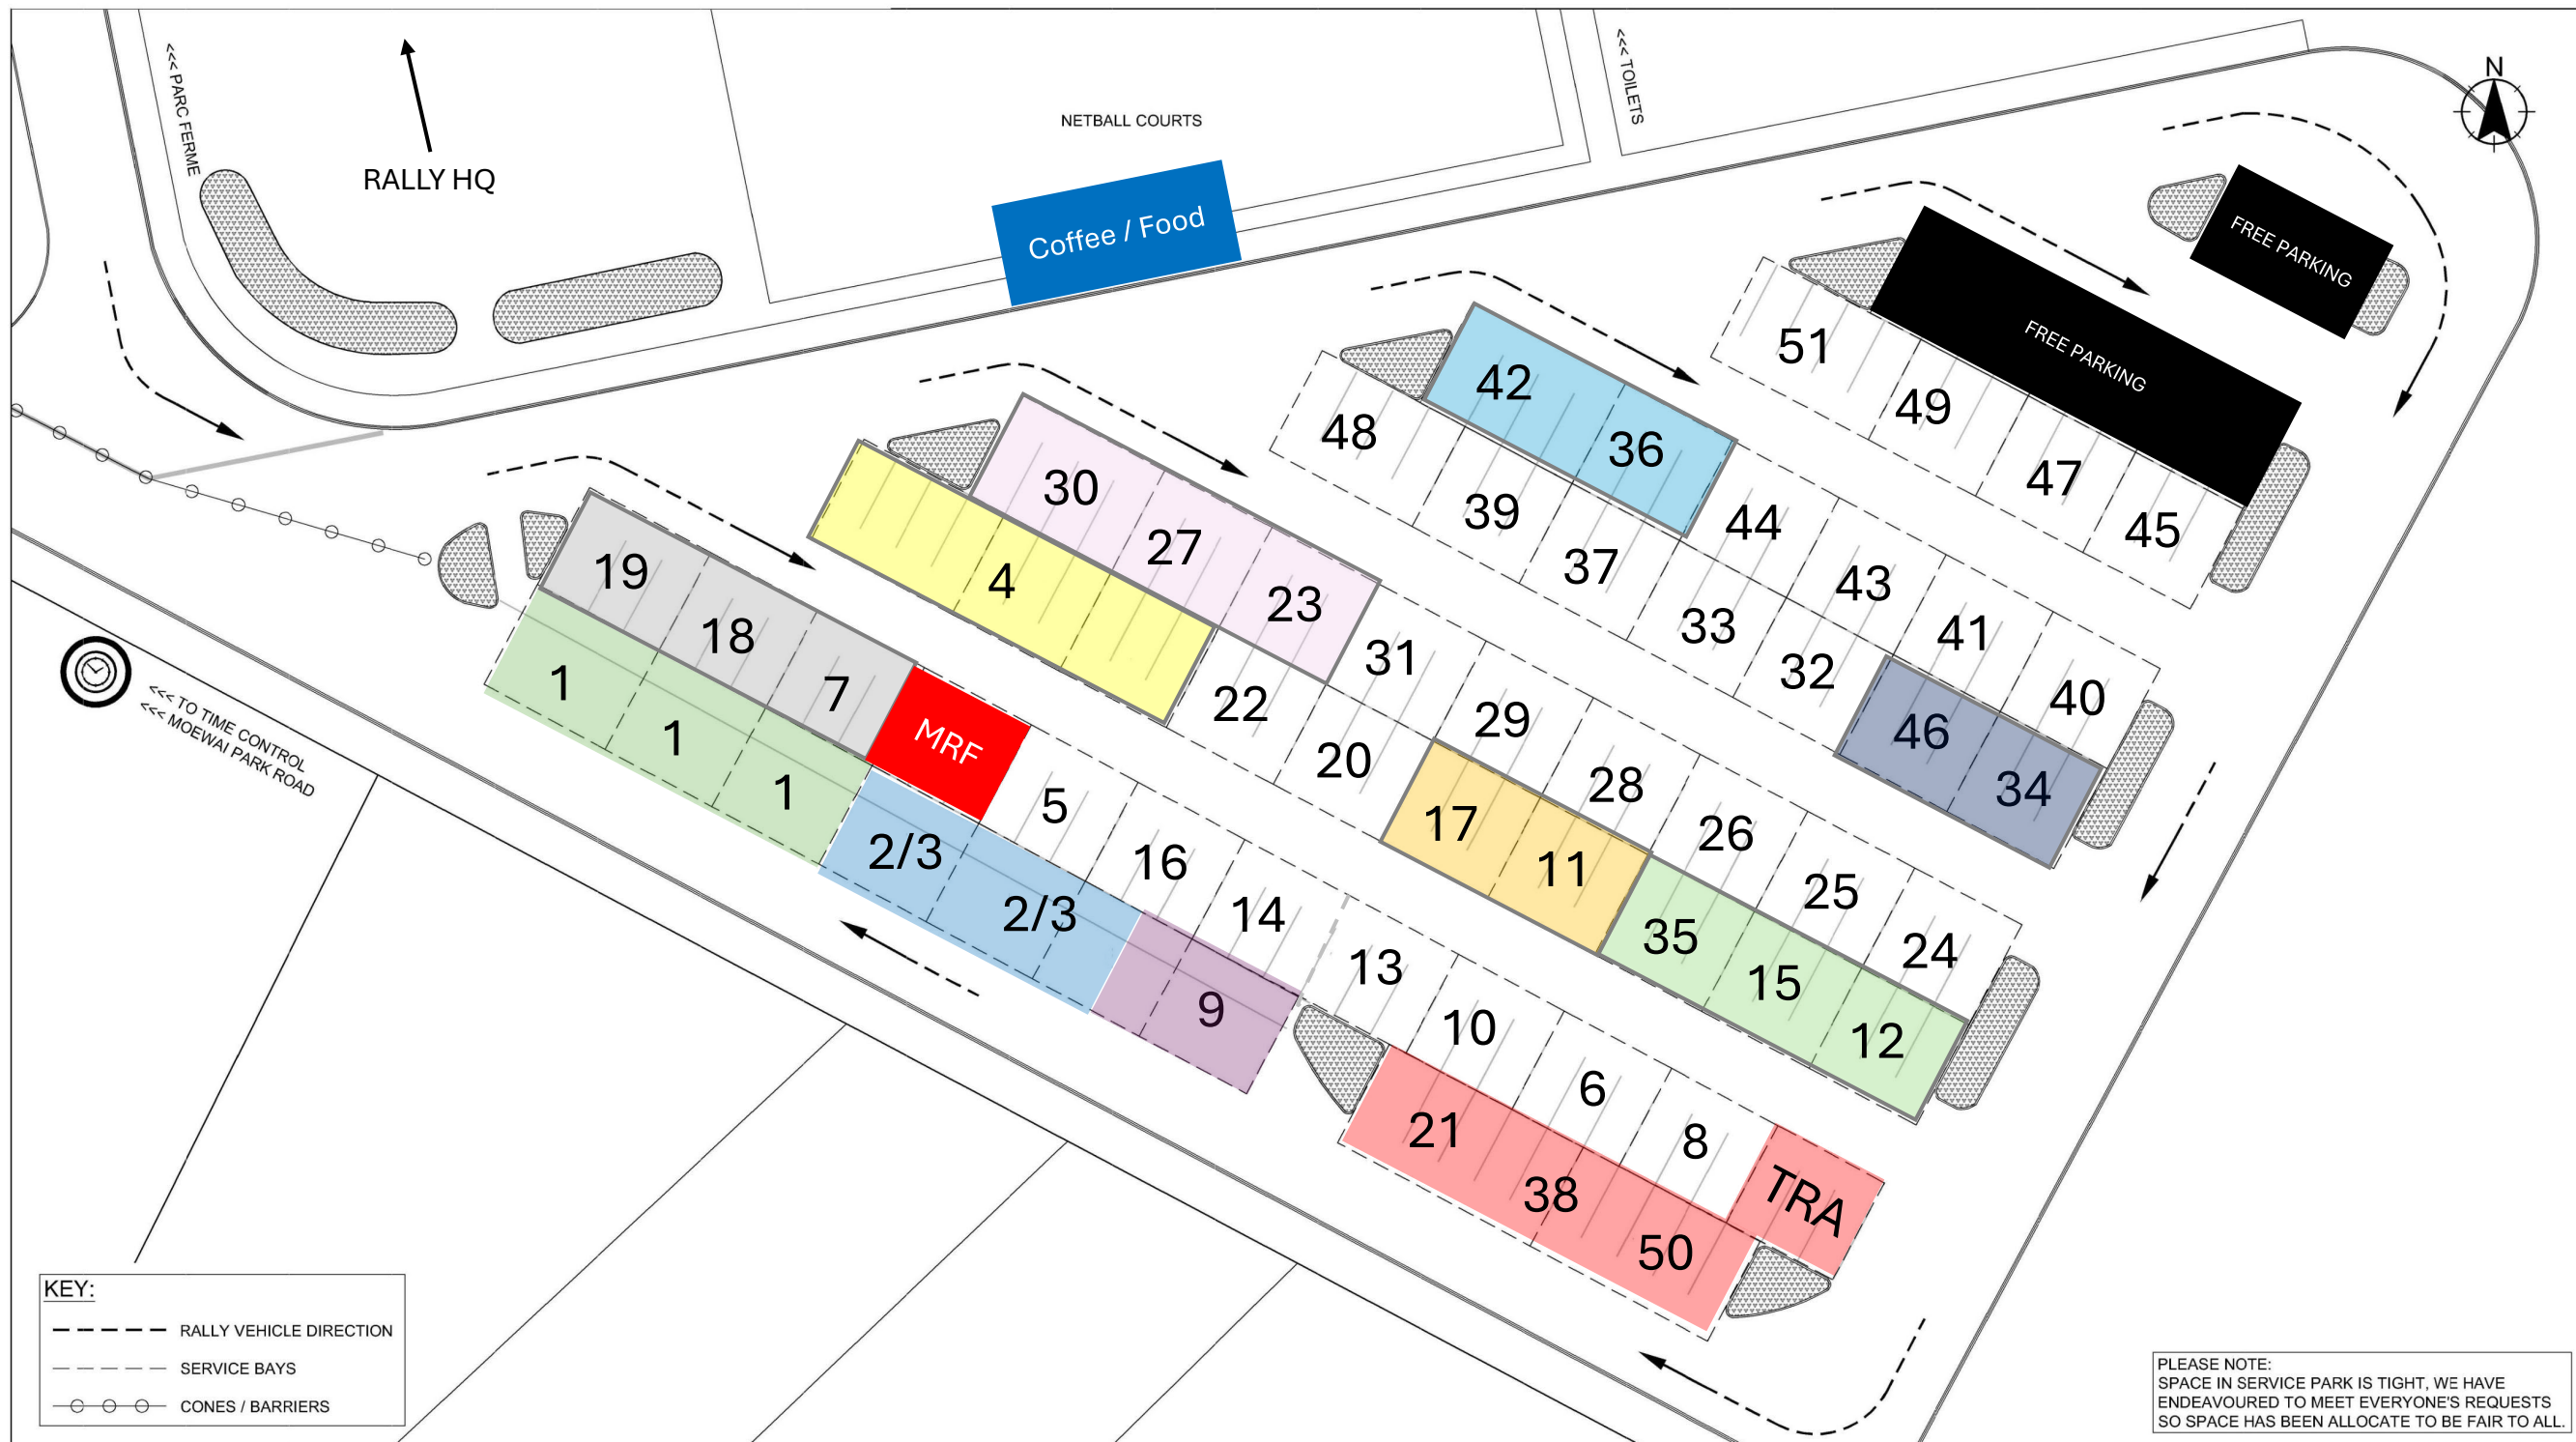 <<< PARC FERME
RALLY HQ
NETBALL COURTS
<<< TOILETS
N
Coffee / Food
FREE PARKING
FREE PARKING
51
49
47
45
42
36
48
39
37
44
43
41
40
33
32
46
34
30
27
23
4
31
29
28
26
25
24
22
20
17
11
35
15
12
19
18
7
MRF
5
16
14
13
10
6
8
TRA
1
1
1
2/3
2/3
9
21
38
50
<<< TO TIME CONTROL
<<< MOEWAI PARK ROAD
KEY:
RALLY VEHICLE DIRECTION
SERVICE BAYS
CONES / BARRIERS
PLEASE NOTE:
SPACE IN SERVICE PARK IS TIGHT, WE HAVE
ENDEAVOURED TO MEET EVERYONE'S REQUESTS
SO SPACE HAS BEEN ALLOCATE TO BE FAIR TO ALL.